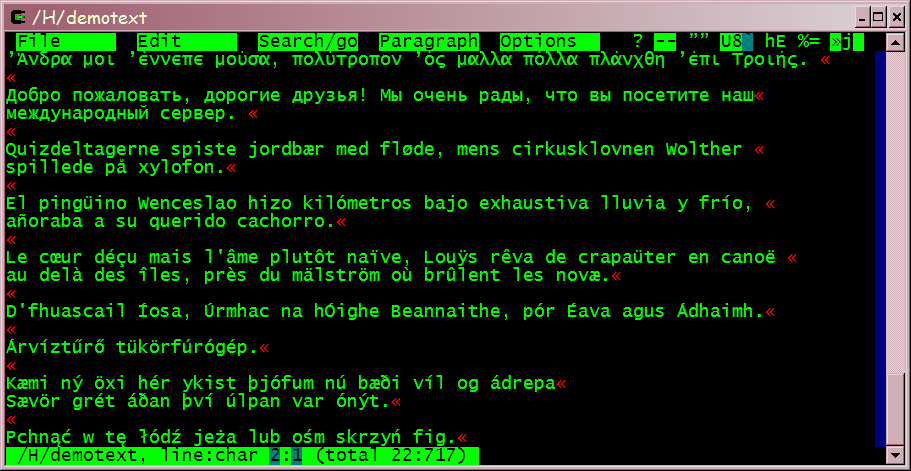 /H/demotext
File Edit Search/go Paragraph Options ? -- ”” U8` hE %= »j
’Άνδρα μοι ’έννεπε μούσα, πολύτροπον ‛ός μάλλα πόλλα πλάνχθη ’έπι Τροίης. «
«
Добро пожаловать, дорогие друзья! Мы очень рады, что вы посетите наш«
международный сервер. «
«
Quizdeltagerne spiste jordbær med fløde, mens cirkusklovnen Wolther «
spillede på xylofon.«
«
El pingüino Wenceslao hizo kilómetros bajo exhaustiva lluvia y frío, «
añoraba a su querido cachorro.«
«
Le cœur déçu mais l'âme plutôt naïve, Louÿs rêva de crapaüter en canoë «
au delà des îles, près du mälström où brûlent les novæ.«
«
D'fhuascail Íosa, Úrmhac na hÓighe Beannaithe, pór Éava agus Ádhaimh.«
«
Árvíztűrő tükörfúrógép.«
«
Kæmi ný öxi hér ykist þjófum nú bæði víl og ádrepa«
Sævör grét áðan því úlpan var ónýt.«
«
Pchnąć w tę łódź jeża lub ośm skrzyń fig.«
/H/demotext, line:char 2:1 (total 22:717)